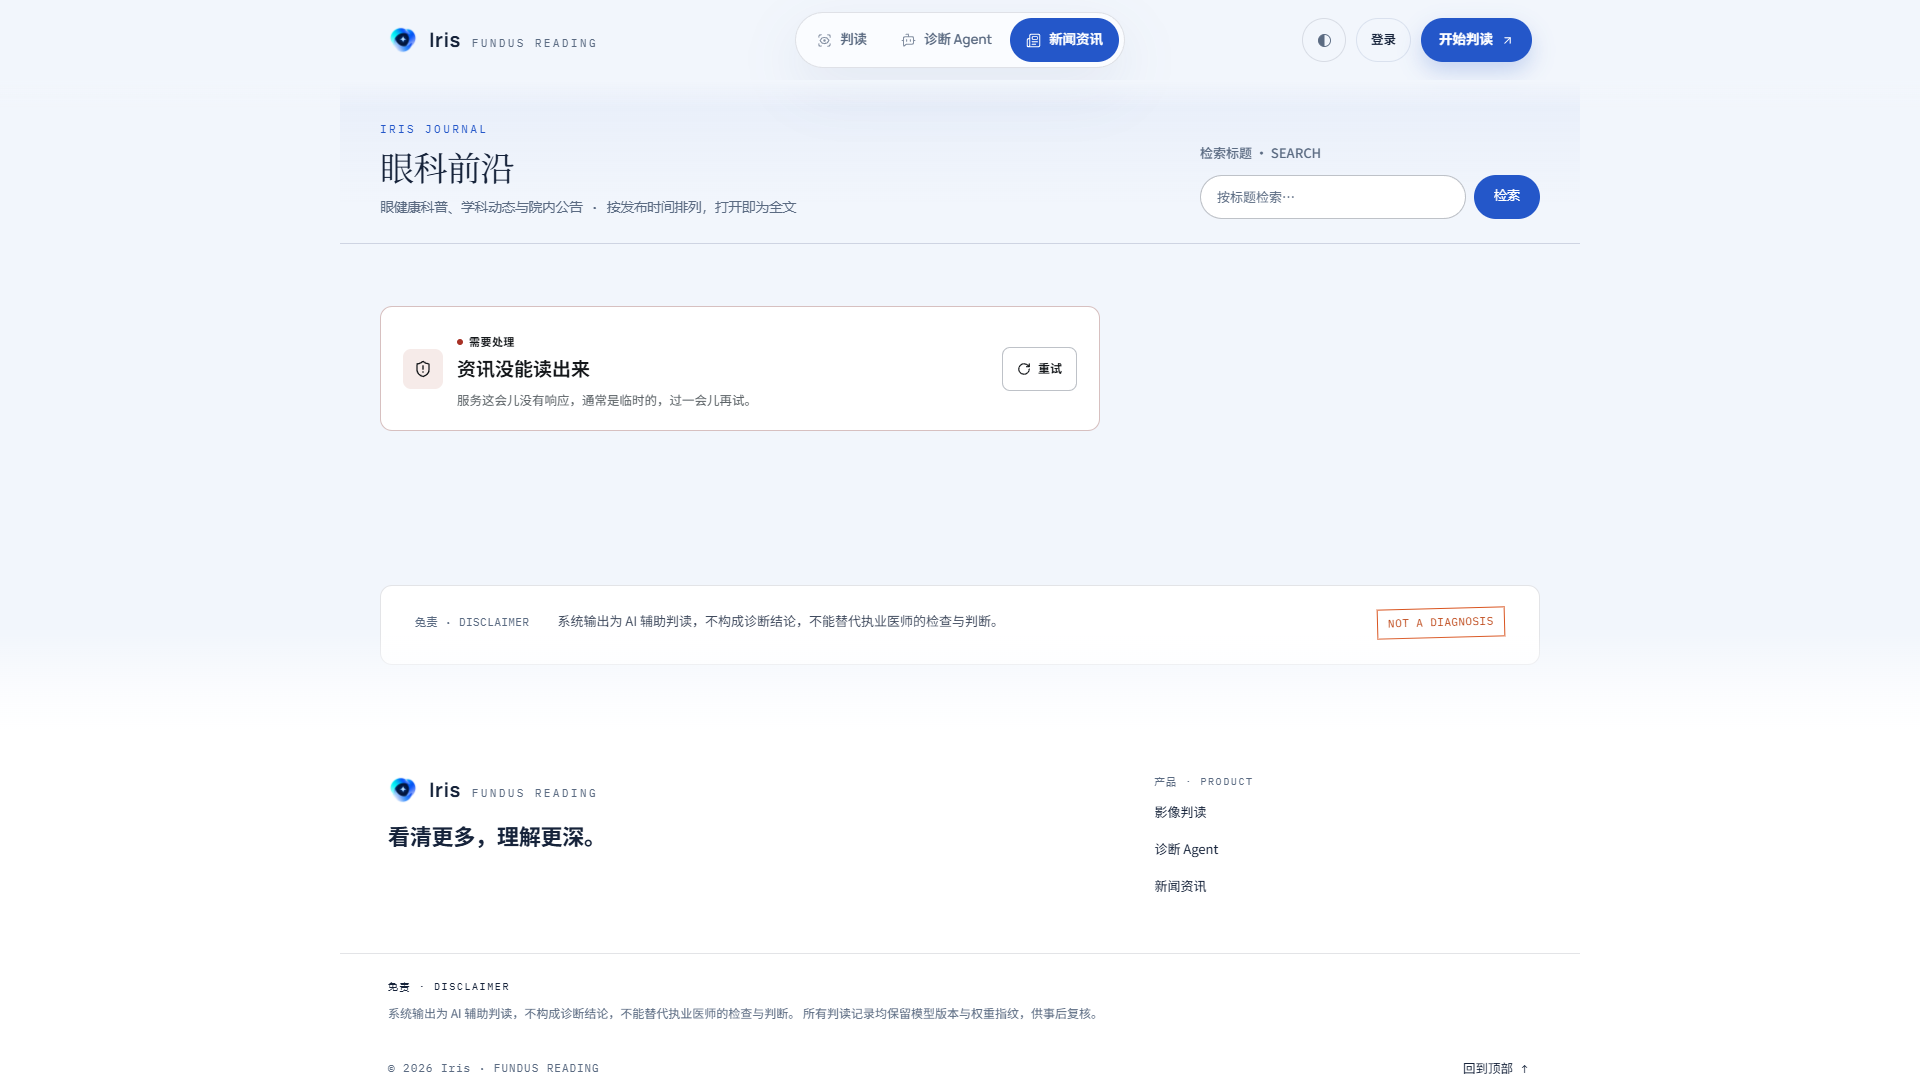 Iris FUNDUS READING
判读
诊断 Agent
新闻资讯
登录
开始判读
IRIS JOURNAL
眼科前沿
眼健康科普、学科动态与院内公告 · 按发布时间排列，打开即为全文
检索标题 · SEARCH
按标题检索…
检索
需要处理
资讯没能读出来
服务这会儿没有响应，通常是临时的，过一会儿再试。
重试
免责 · DISCLAIMER
系统输出为 AI 辅助判读，不构成诊断结论，不能替代执业医师的检查与判断。
NOT A DIAGNOSIS
Iris FUNDUS READING
看清更多，理解更深。
产品 · PRODUCT
影像判读
诊断 Agent
新闻资讯
免责 · DISCLAIMER
系统输出为 AI 辅助判读，不构成诊断结论，不能替代执业医师的检查与判断。 所有判读记录均保留模型版本与权重指纹，供事后复核。
© 2026 Iris · FUNDUS READING
回到顶部 ↑